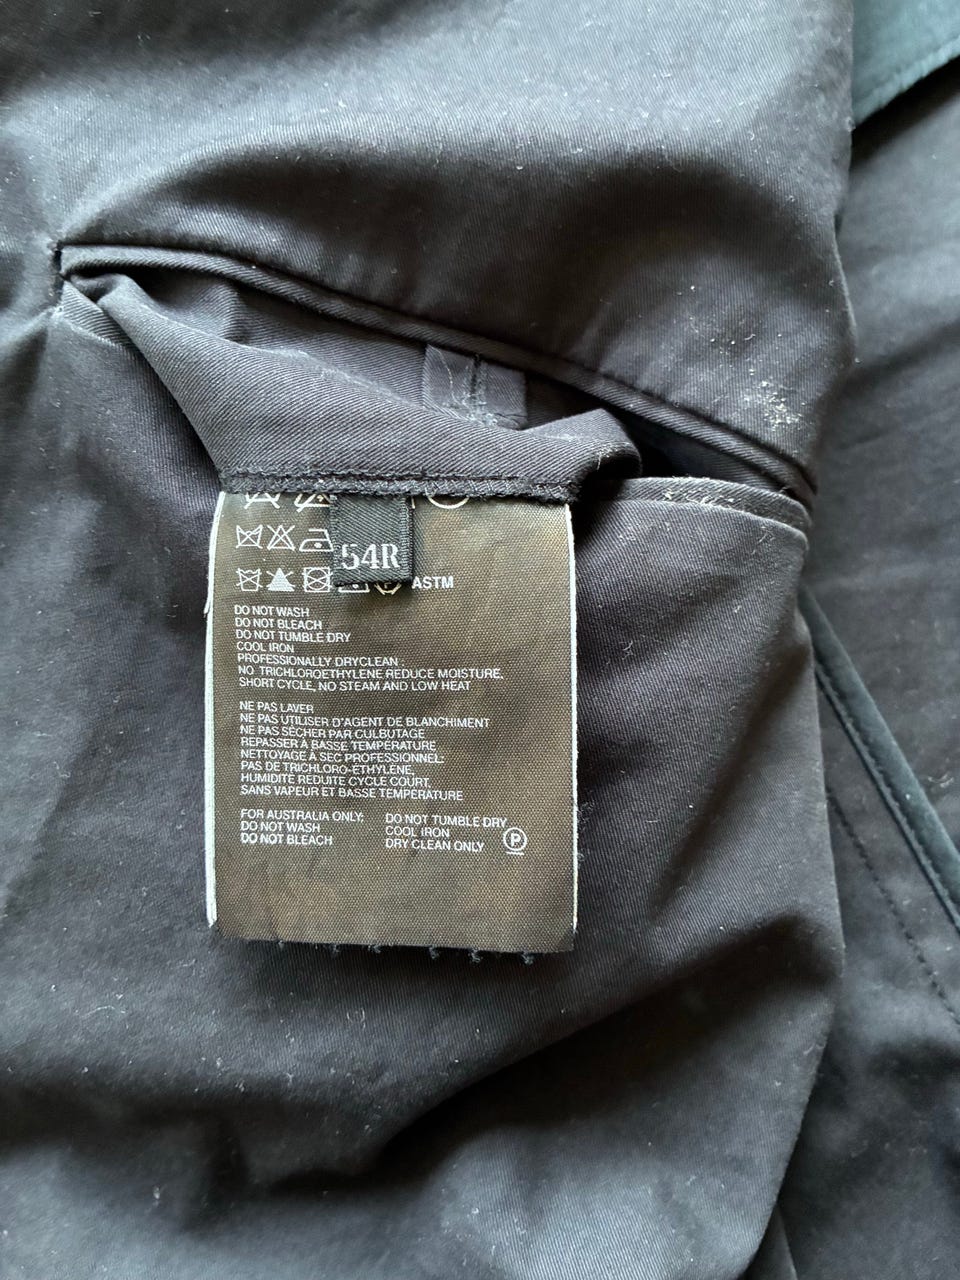 54R
ASTM
DO NOT WASH
DO NOT BLEACH
DO NOT TUMBLE DRY
COOL IRON
PROFESSIONALLY DRYCLEAN
NO TRICHLOROETHYLENE REDUCE MOISTURE,
SHORT CYCLE, NO STEAM AND LOW HEAT
NE PAS LAVER
NE PAS UTILISER D'AGENT DE BLANCHIMENT
NE PAS SÈCHER PAR CULBUTAGE
REPASSER À BASSE TEMPÉRATURE
NETTOYAGE À SEC PROFESSIONNEL:
PAS DE TRICHLORO-ÉTHYLÈNE,
HUMIDITÉ REDUITE CYCLE COURT,
SANS VAPEUR ET BASSE TEMPÉRATURE
FOR AUSTRALIA ONLY:
DO NOT WASH
DO NOT BLEACH
DO NOT TUMBLE DRY
COOL IRON
DRY CLEAN ONLY
P